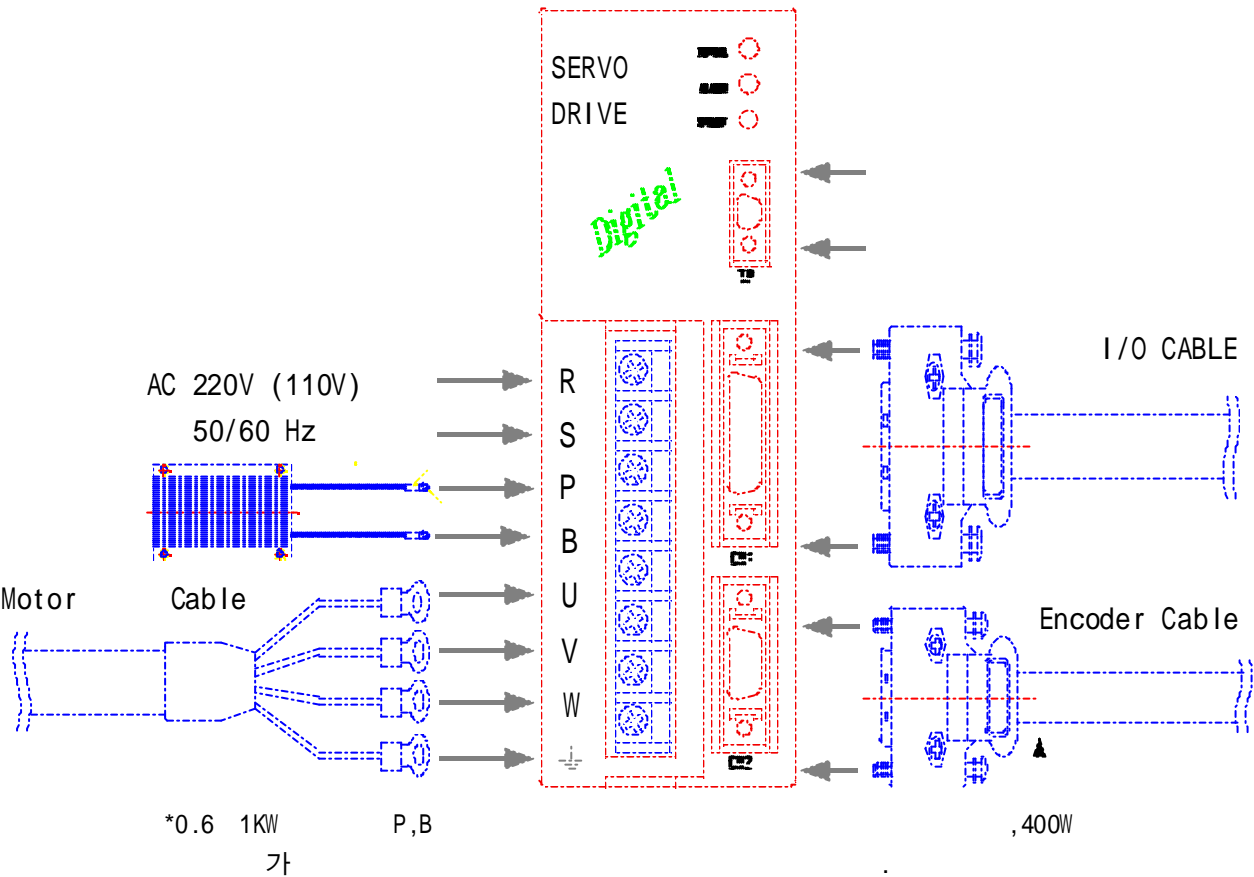 SERVO
DRIVE
Digital
I/O CABLE
AC 220V (110V)
50/60 Hz
R
S
P
B
U
V
W
Motor Cable
Encoder Cable
*0.6 1KW P,B
,400W
가
.